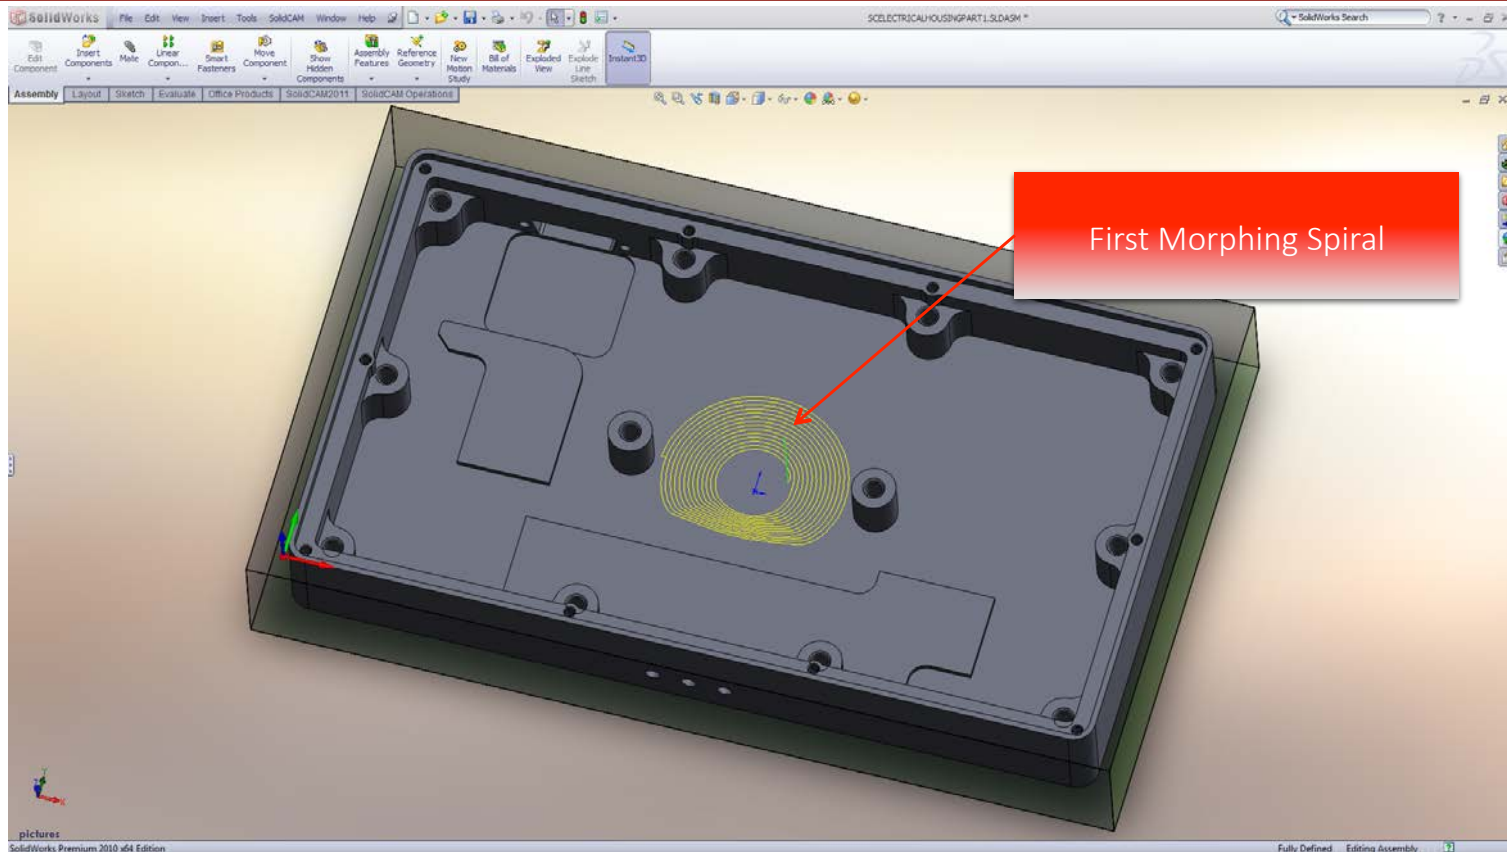 SolidWorks File Edit View Insert Tools SolidCAM Window Help SCELECTRICALHOUSINGPART1.SLDASM * SolidWorks Search ?
Edit Component
Insert Components
Mate
Linear Compon...
Smart Fasteners
Move Component
Show Hidden Components
Assembly Features
Reference Geometry
New Motion Study
Bill of Materials
Exploded View
Explode Line Sketch
Instant3D
Assembly Layout Sketch Evaluate Office Products SolidCAM2011 SolidCAM Operations
First Morphing Spiral
pictures
SolidWorks Premium 2010 x64 Edition Fully Defined Editing Assembly ?